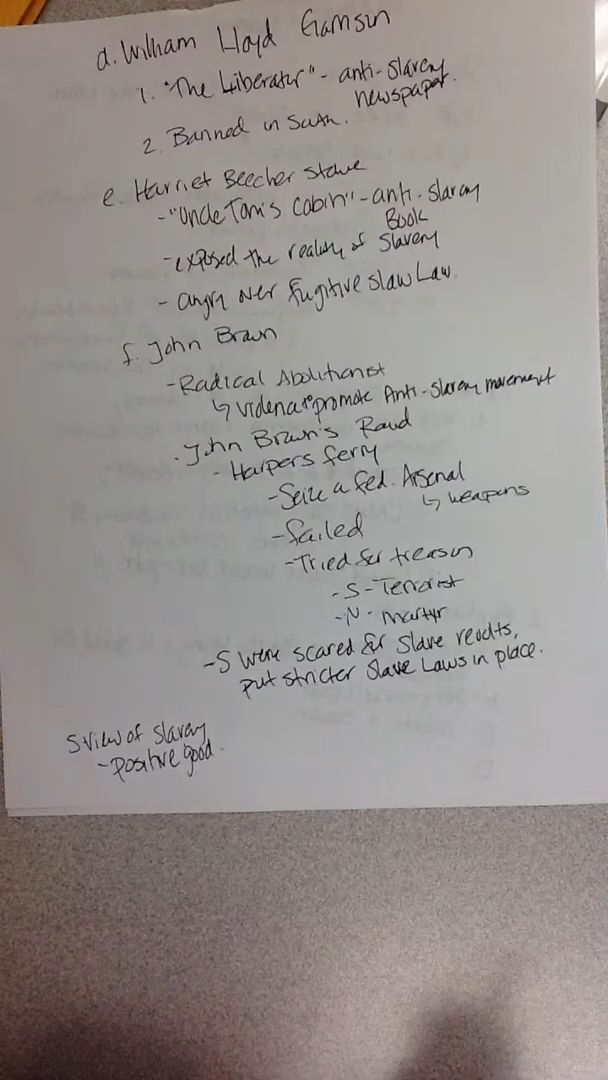 d. William Lloyd Garrison
1. "The Liberator" - anti-slavery
newspaper.
2. Banned in South.
e. Harriet Beecher Stowe
- "Uncle Tom's Cabin" - anti-slavery
Book
- exposed the reality of Slavery
- angry over Fugitive Slave Law.
f. John Brown
- Radical Abolitionist
↳ violence to promote Anti-slavery movement
· John Brown's Raid
- Harpers ferry
- Seize a fed. Arsenal
↳ weapons
- failed
- Tried for treason
- S - Terrorist
- N - martyr
- S were scared for Slave revolts,
put stricter Slave Laws in place.
S view of slavery
- positive good.